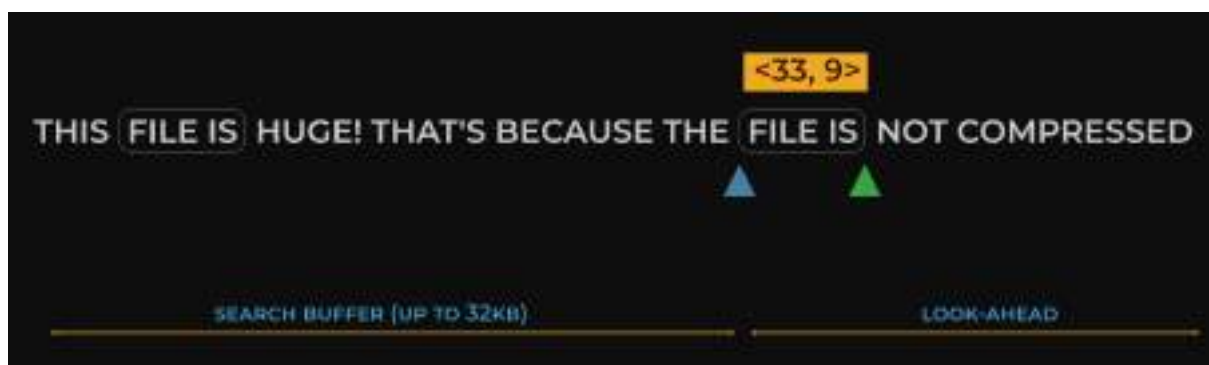 <33, 9>
THIS FILE IS HUGE! THAT'S BECAUSE THE FILE IS NOT COMPRESSED
SEARCH BUFFER (UP TO 32KB)
LOOK-AHEAD